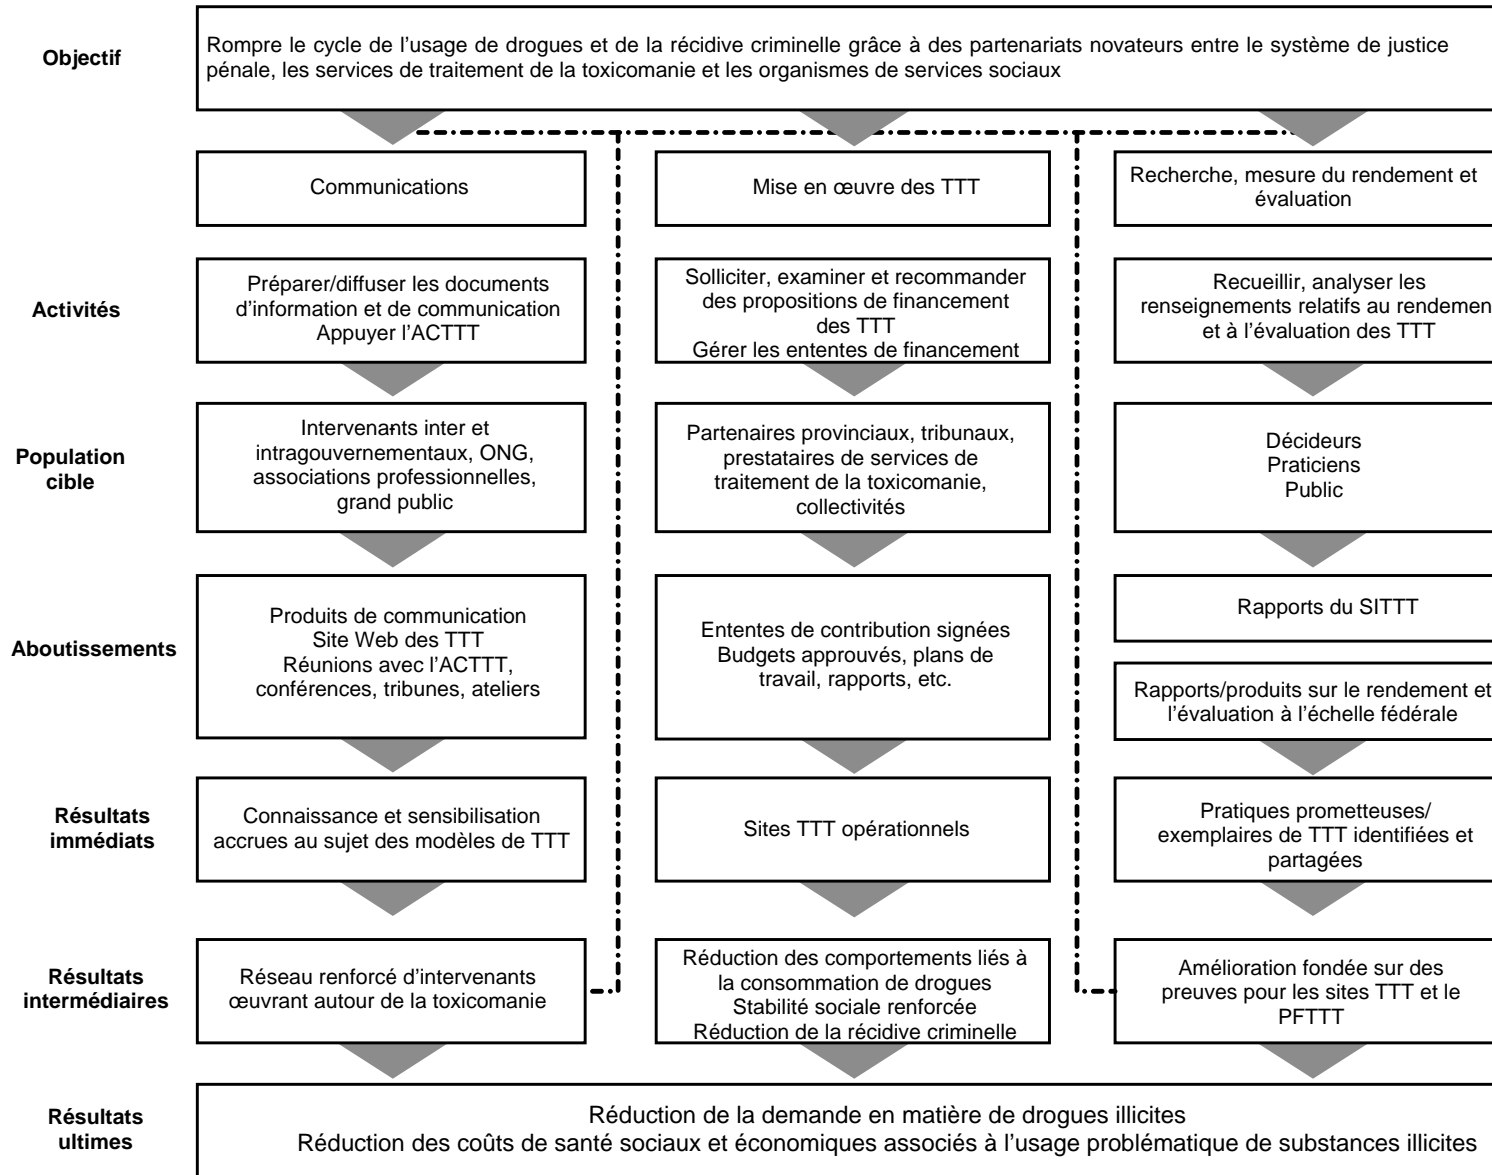 Objectif
Rompre le cycle de l’usage de drogues et de la récidive criminelle grâce à des partenariats novateurs entre le système de justice
pénale, les services de traitement de la toxicomanie et les organismes de services sociaux
Communications
Mise en œuvre des TTT
Recherche, mesure du rendement et
évaluation
Activités
Préparer/diffuser les documents
d’information et de communication
Appuyer l’ACTTT
Solliciter, examiner et recommander
des propositions de financement
des TTT
Gérer les ententes de financement
Recueillir, analyser les
renseignements relatifs au rendemen
et à l’évaluation des TTT
Population
cible
Intervenants inter et
intragouvernementaux, ONG,
associations professionnelles,
grand public
Partenaires provinciaux, tribunaux,
prestataires de services de
traitement de la toxicomanie,
collectivités
Décideurs
Praticiens
Public
Aboutissements
Produits de communication
Site Web des TTT
Réunions avec l’ACTTT,
conférences, tribunes, ateliers
Ententes de contribution signées
Budgets approuvés, plans de
travail, rapports, etc.
Rapports du SITTT
Rapports/produits sur le rendement et
l’évaluation à l’échelle fédérale
Résultats
immédiats
Connaissance et sensibilisation
accrues au sujet des modèles de TTT
Sites TTT opérationnels
Pratiques prometteuses/
exemplaires de TTT identifiées et
partagées
Résultats
intermédiaires
Réseau renforcé d’intervenants
œuvrant autour de la toxicomanie
Réduction des comportements liés à
la consommation de drogues
Stabilité sociale renforcée
Réduction de la récidive criminelle
Amélioration fondée sur des
preuves pour les sites TTT et le
PFTTT
Résultats
ultimes
Réduction de la demande en matière de drogues illicites
Réduction des coûts de santé sociaux et économiques associés à l’usage problématique de substances illicites